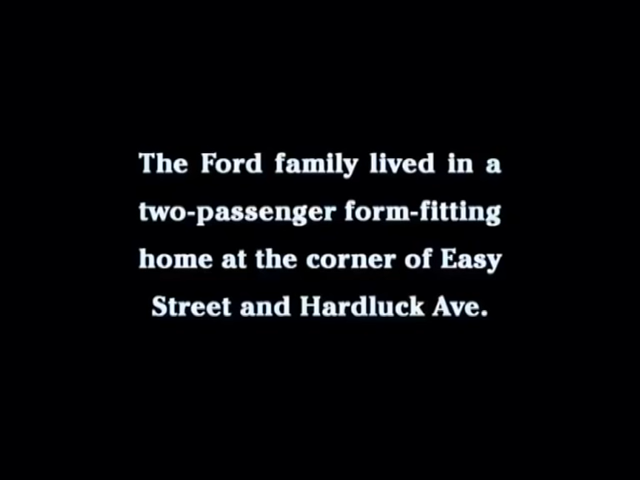 The Ford family lived in a
two-passenger form-fitting
home at the corner of Easy
Street and Hardluck Ave.